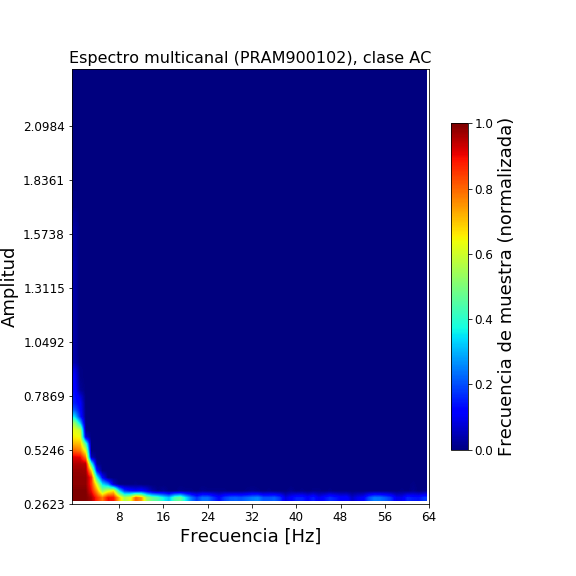 Espectro multicanal (PRAM900102), clase AC
Amplitud
2.0984
1.8361
1.5738
1.3115
1.0492
0.7869
0.5246
0.2623
8 16 24 32 40 48 56 64
Frecuencia [Hz]
1.0
0.8
0.6
0.4
0.2
0.0
Frecuencia de muestra (normalizada)